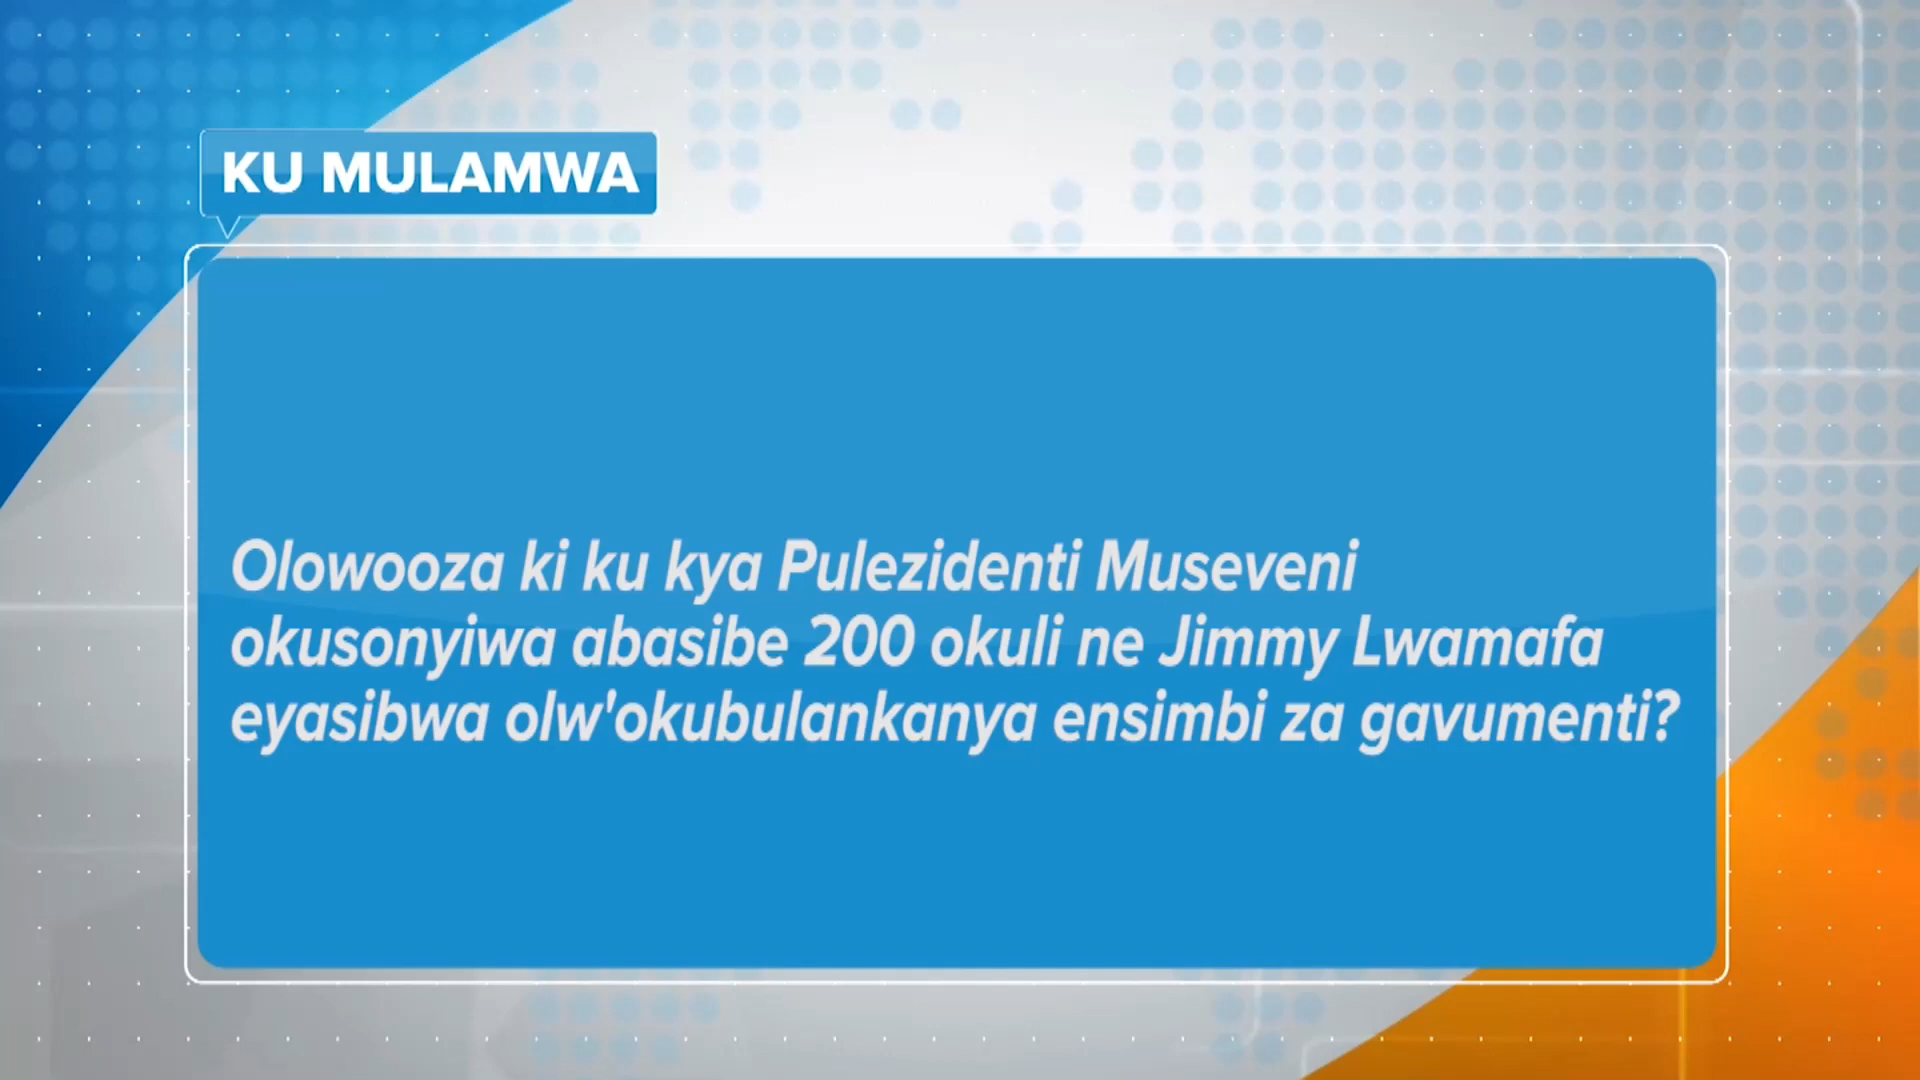 KU MULAMWA
Olowooza ki ku kya Pulezidenti Museveni
okusonyiwa abasibe 200 okuli ne Jimmy Lwamafa
eyasibwa olw'okubulankanya ensimbi za gavumenti?